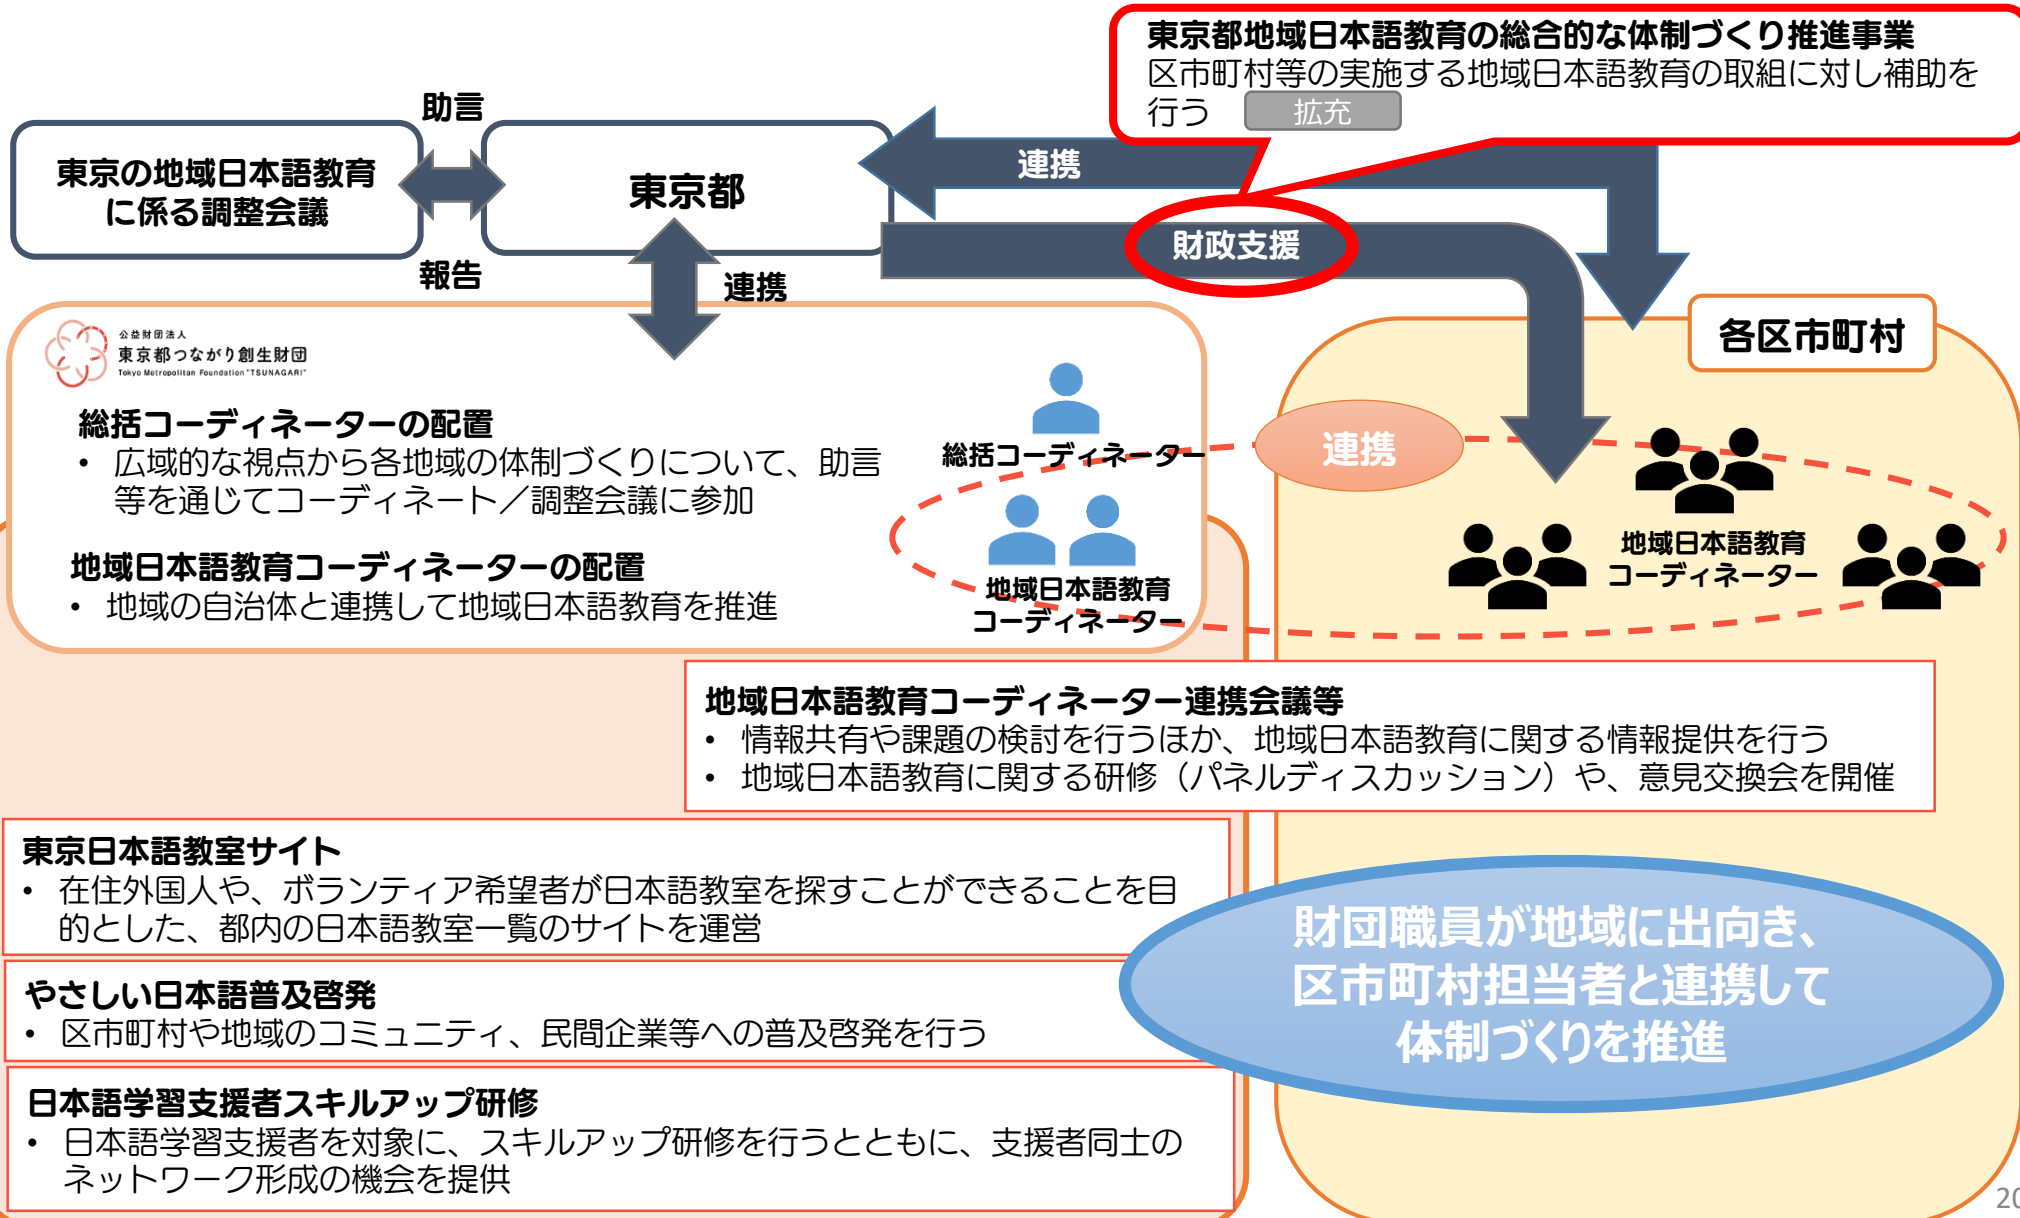 東京都地域日本語教育の総合的な体制づくり推進事業
区市町村等の実施する地域日本語教育の取組に対し補助を
行う 拡充
助言
東京の地域日本語教育
に係る調整会議
東京都
連携
財政支援
報告
連携
各区市町村
公益財団法人
東京都つながり創生財団
Tokyo Metropolitan Foundation "TSUNAGARI"
総括コーディネーターの配置
• 広域的な視点から各地域の体制づくりについて、助言
等を通じてコーディネート／調整会議に参加
地域日本語教育コーディネーターの配置
• 地域の自治体と連携して地域日本語教育を推進
総括コーディネーター
地域日本語教育
コーディネーター
連携
地域日本語教育
コーディネーター
地域日本語教育コーディネーター連携会議等
• 情報共有や課題の検討を行うほか、地域日本語教育に関する情報提供を行う
• 地域日本語教育に関する研修（パネルディスカッション）や、意見交換会を開催
東京日本語教室サイト
• 在住外国人や、ボランティア希望者が日本語教室を探すことができることを目
的とした、都内の日本語教室一覧のサイトを運営
やさしい日本語普及啓発
• 区市町村や地域のコミュニティ、民間企業等への普及啓発を行う
日本語学習支援者スキルアップ研修
• 日本語学習支援者を対象に、スキルアップ研修を行うとともに、支援者同士の
ネットワーク形成の機会を提供
財団職員が地域に出向き、
区市町村担当者と連携して
体制づくりを推進
20